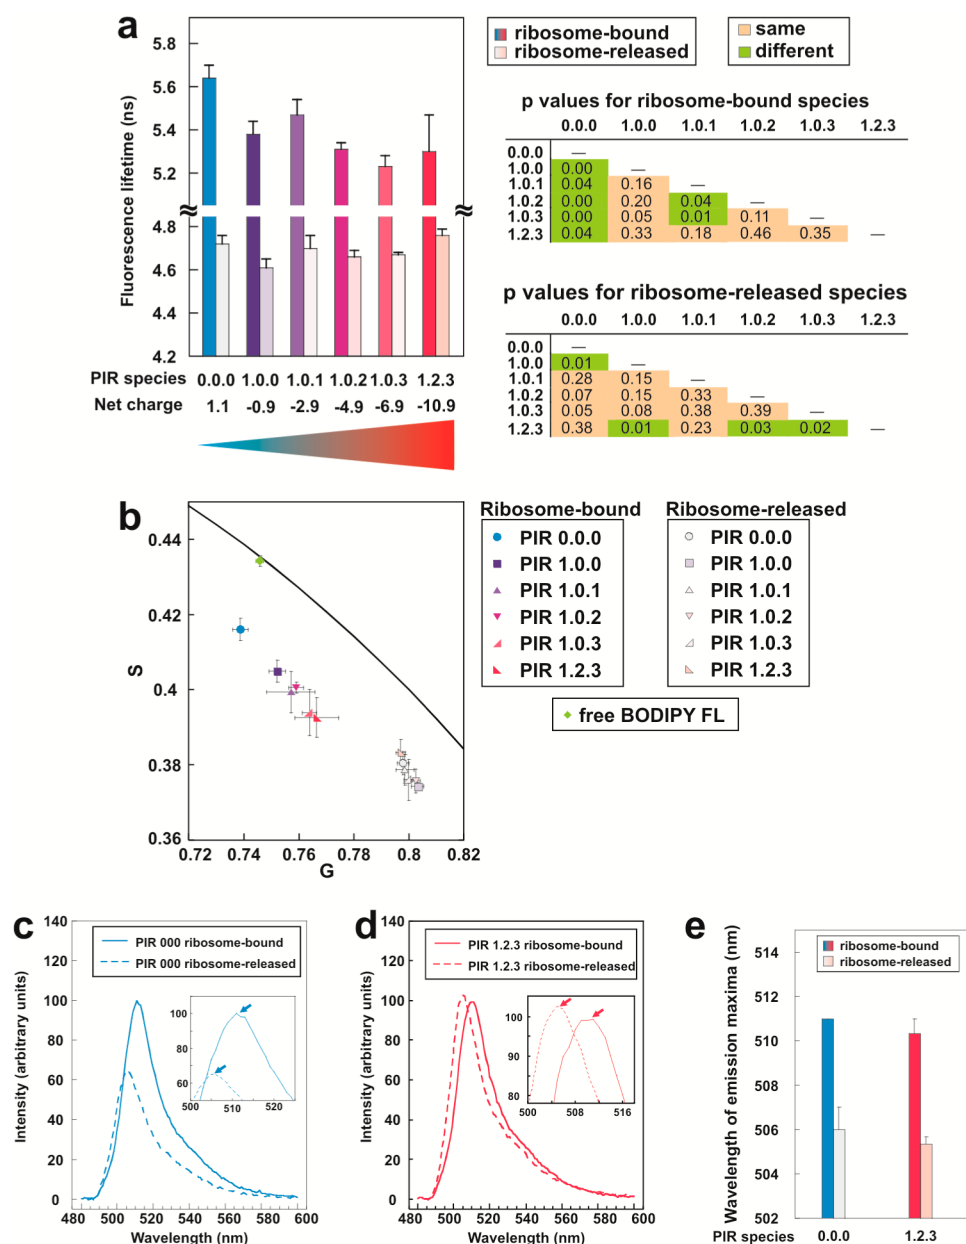 a
5.8
5.6
5.4
5.2
4.8
4.6
4.4
4.2
Fluorescence lifetime (ns)
PIR species 0.0.0 1.0.0 1.0.1 1.0.2 1.0.3 1.2.3
Net charge 1.1 -0.9 -2.9 -4.9 -6.9 -10.9
ribosome-bound
ribosome-released
same
different
p values for ribosome-bound species
0.0.0 1.0.0 1.0.1 1.0.2 1.0.3 1.2.3
0.0.0 —
1.0.0 0.00 —
1.0.1 0.04 0.16 —
1.0.2 0.00 0.20 0.04 —
1.0.3 0.00 0.05 0.01 0.11 —
1.2.3 0.04 0.33 0.18 0.46 0.35 —
p values for ribosome-released species
0.0.0 1.0.0 1.0.1 1.0.2 1.0.3 1.2.3
0.0.0 —
1.0.0 0.01 —
1.0.1 0.28 0.15 —
1.0.2 0.07 0.15 0.33 —
1.0.3 0.05 0.08 0.38 0.39 —
1.2.3 0.38 0.01 0.23 0.03 0.02 —
b
0.44
0.42
0.4
0.38
0.36
S
0.72 0.74 0.76 0.78 0.8 0.82
G
Ribosome-bound
PIR 0.0.0
PIR 1.0.0
PIR 1.0.1
PIR 1.0.2
PIR 1.0.3
PIR 1.2.3
Ribosome-released
PIR 0.0.0
PIR 1.0.0
PIR 1.0.1
PIR 1.0.2
PIR 1.0.3
PIR 1.2.3
free BODIPY FL
c
140
120
100
80
60
40
20
0
Intensity (arbitrary units)
PIR 000 ribosome-bound
PIR 000 ribosome-released
100
80
60
500 510 520
480 500 520 540 560 580 600
Wavelength (nm)
d
140
120
100
80
60
40
20
0
Intensity (arbitrary units)
PIR 1.2.3 ribosome-bound
PIR 1.2.3 ribosome-released
100
90
80
500 508 516
480 500 520 540 560 580 600
Wavelength (nm)
e
514
512
510
508
506
504
502
Wavelength of emission maxima (nm)
ribosome-bound
ribosome-released
PIR species 0.0.0 1.2.3